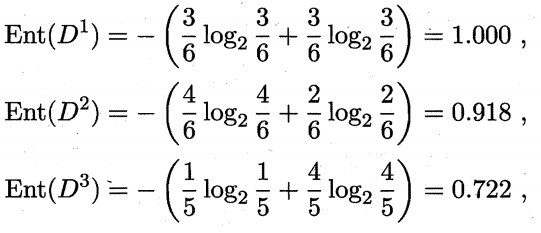 Ent(D¹) = −(3/6 log₂ 3/6 + 3/6 log₂ 3/6) = 1.000 ,
Ent(D²) = −(4/6 log₂ 4/6 + 2/6 log₂ 2/6) = 0.918 ,
Ent(D³) = −(1/5 log₂ 1/5 + 4/5 log₂ 4/5) = 0.722 ,